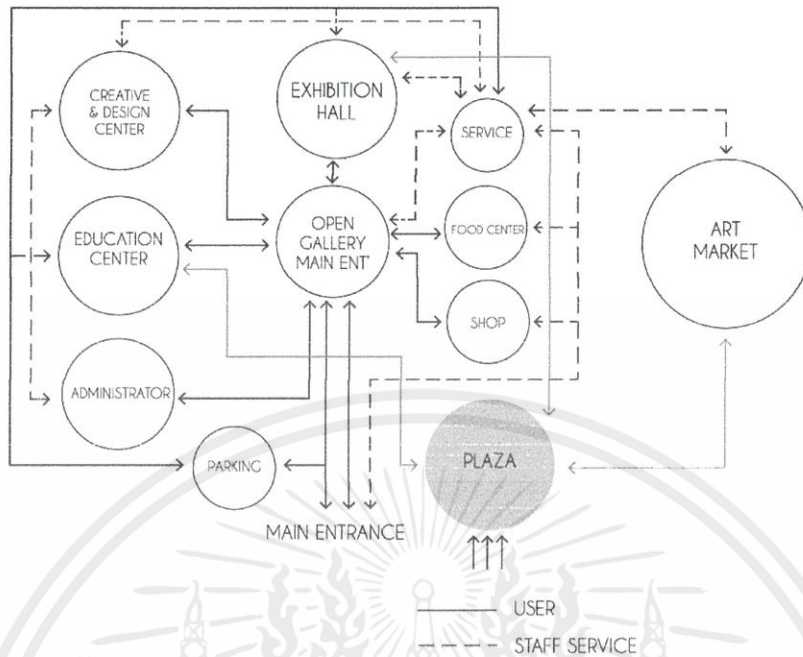 CREATIVE
& DESIGN
CENTER
EXHIBITION
HALL
SERVICE
EDUCATION
CENTER
OPEN
GALLERY
MAIN ENT'
FOOD CENTER
ART
MARKET
SHOP
ADMINISTRATOR
PARKING
PLAZA
MAIN ENTRANCE
USER
STAFF SERVICE